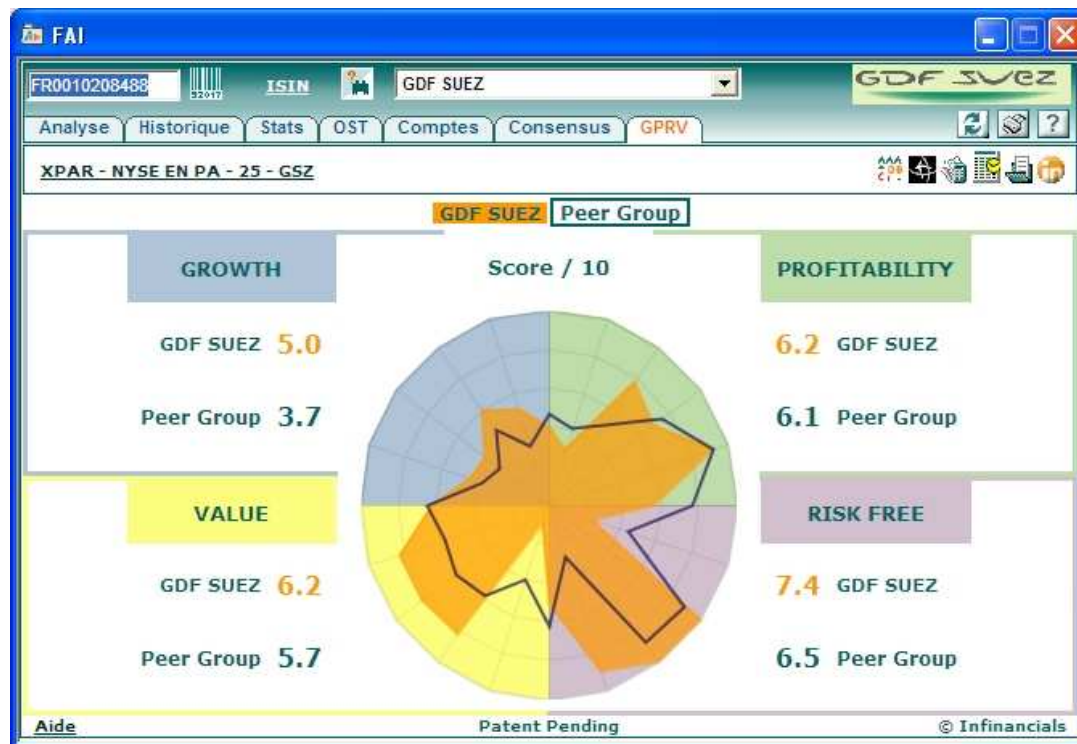 FAI
FR0010208488 52017 ISIN GDF SUEZ GDF SUEZ
Analyse Historique Stats OST Comptes Consensus GPRV ?
XPAR - NYSE EN PA - 25 - GSZ
GDF SUEZ Peer Group
GROWTH Score / 10 PROFITABILITY
GDF SUEZ 5.0 6.2 GDF SUEZ
Peer Group 3.7 6.1 Peer Group
VALUE RISK FREE
GDF SUEZ 6.2 7.4 GDF SUEZ
Peer Group 5.7 6.5 Peer Group
Aide Patent Pending © Infinancials